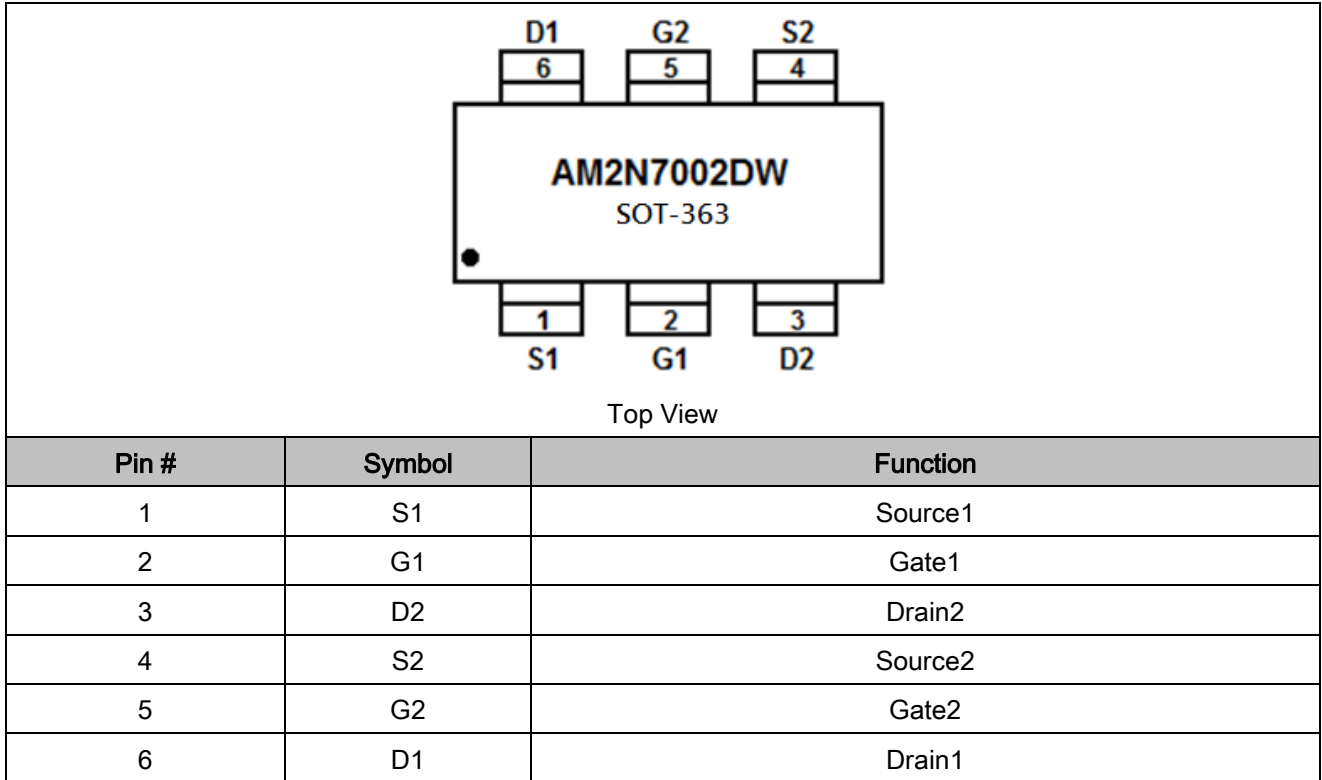 D1 G2 S2
6 5 4
AM2N7002DW
SOT-363
1 2 3
S1 G1 D2
Top View
Pin # Symbol Function
1 S1 Source1
2 G1 Gate1
3 D2 Drain2
4 S2 Source2
5 G2 Gate2
6 D1 Drain1